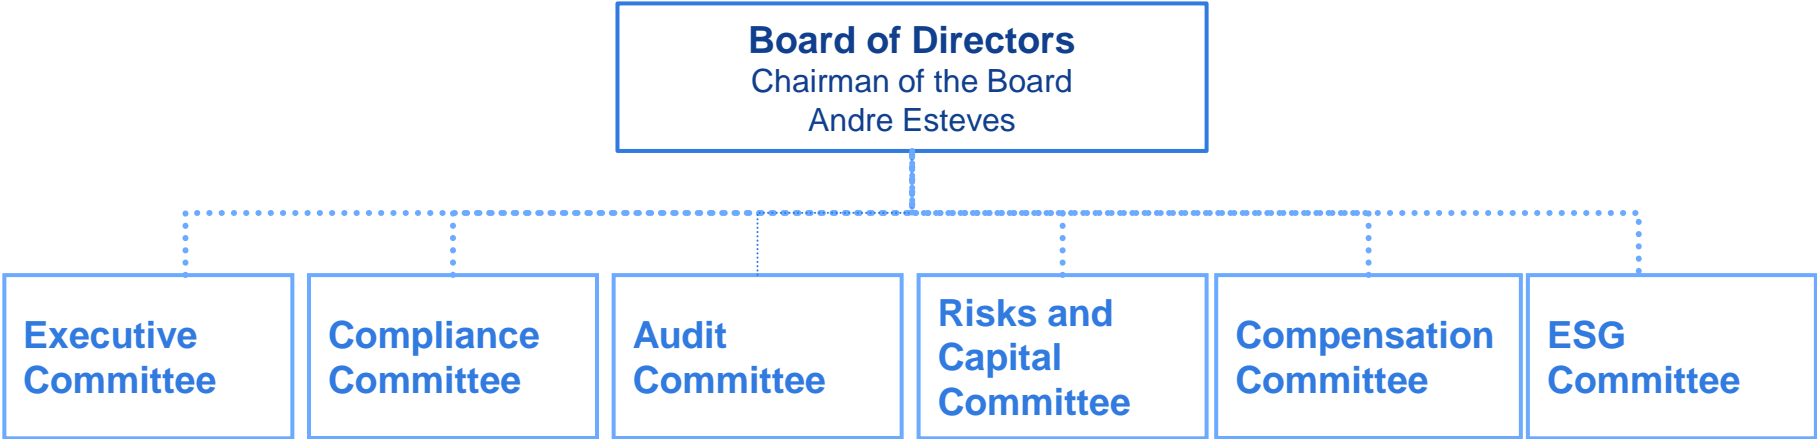 Board of Directors
Chairman of the Board
Andre Esteves
Executive
Committee
Compliance
Committee
Audit
Committee
Risks and
Capital
Committee
Compensation
Committee
ESG
Committee